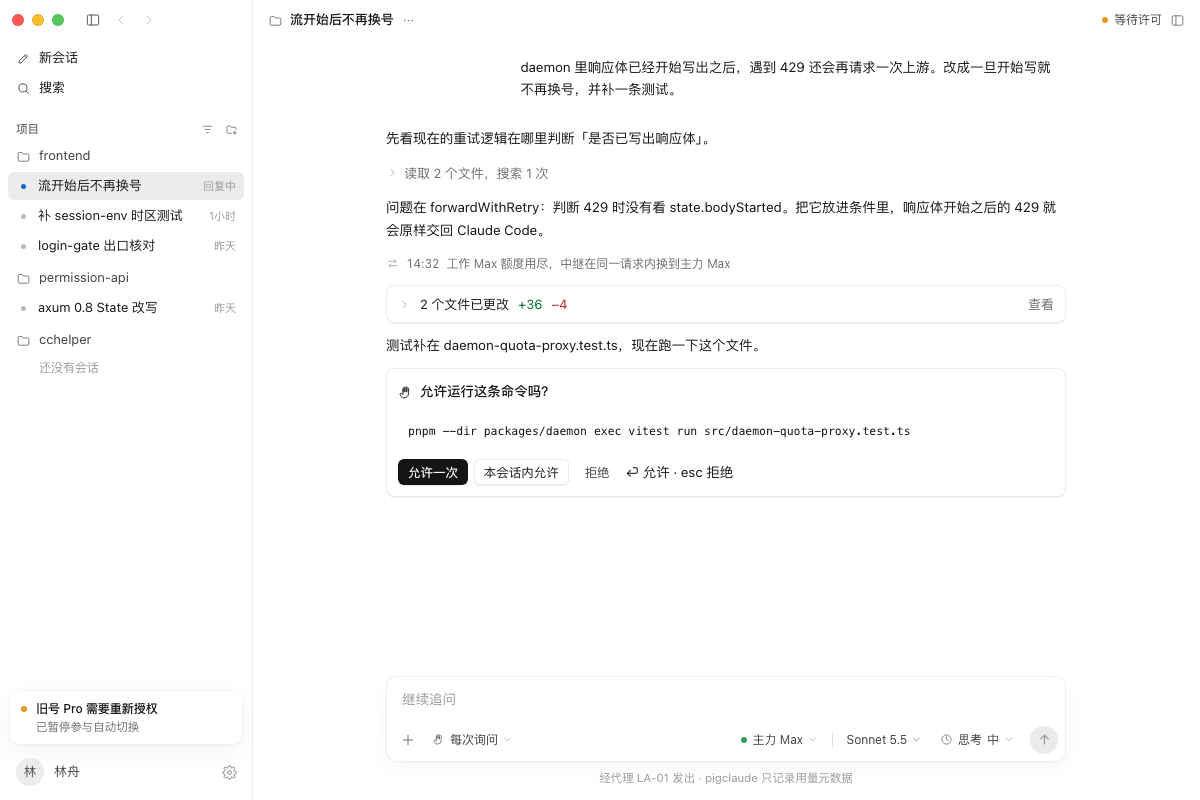 新会话
搜索
项目
frontend
流开始后不再换号 回复中
补 session-env 时区测试 1小时
login-gate 出口核对 昨天
permission-api
axum 0.8 State 改写 昨天
cchelper
还没有会话
旧号 Pro 需要重新授权
已暂停参与自动切换
林 林舟
流开始后不再换号 ···
等待许可
daemon 里响应体已经开始写出之后，遇到 429 还会再请求一次上游。改成一旦开始写就
不再换号，并补一条测试。
先看现在的重试逻辑在哪里判断「是否已写出响应体」。
读取 2 个文件，搜索 1 次
问题在 forwardWithRetry：判断 429 时没有看 state.bodyStarted。把它放进条件里，响应体开始之后的 429 就
会原样交回 Claude Code。
14:32 工作 Max 额度用尽，中继在同一请求内换到主力 Max
2 个文件已更改 +36 −4 查看
测试补在 daemon-quota-proxy.test.ts，现在跑一下这个文件。
允许运行这条命令吗?
pnpm --dir packages/daemon exec vitest run src/daemon-quota-proxy.test.ts
允许一次 本会话内允许 拒绝 ↵ 允许 · esc 拒绝
继续追问
每次询问 主力 Max Sonnet 5.5 思考 中
经代理 LA-01 发出 · pigclaude 只记录用量元数据